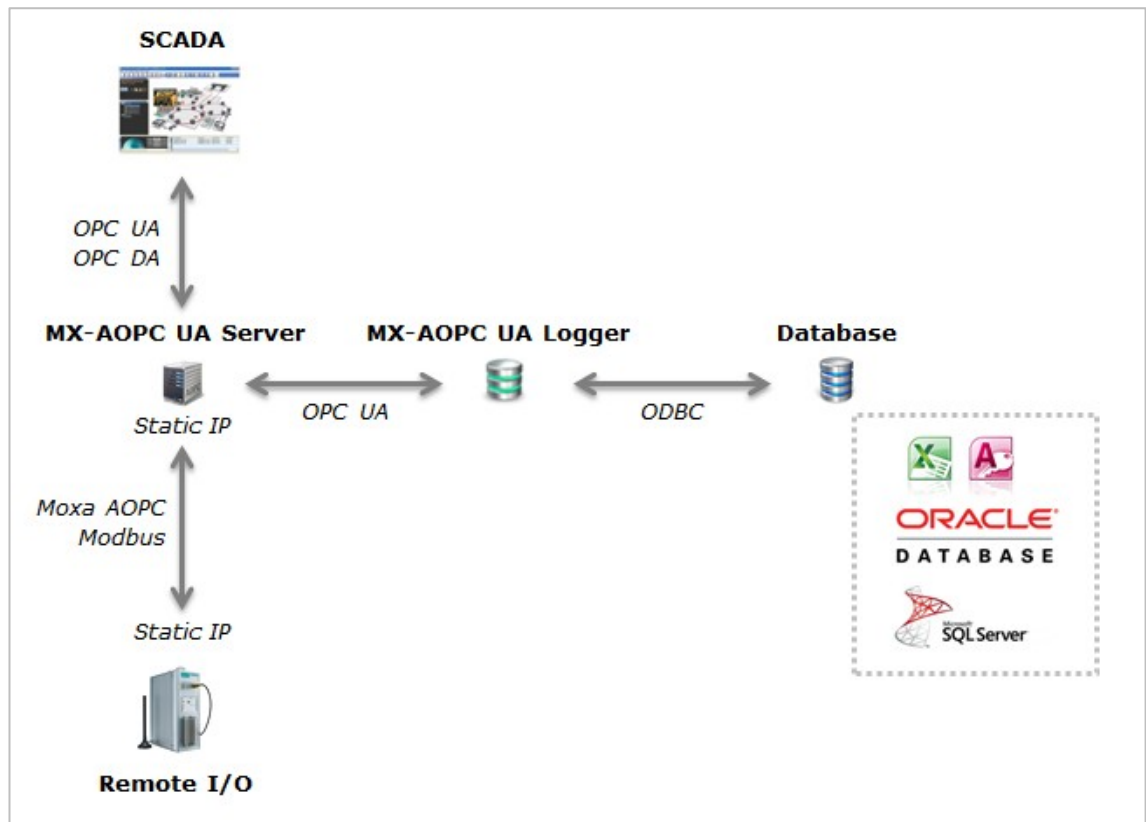 SCADA
OPC UA
OPC DA
MX-AOPC UA Server
MX-AOPC UA Logger
Database
OPC UA
ODBC
Static IP
Moxa AOPC
Modbus
ORACLE®
DATABASE
Microsoft
SQL Server
Static IP
Remote I/O